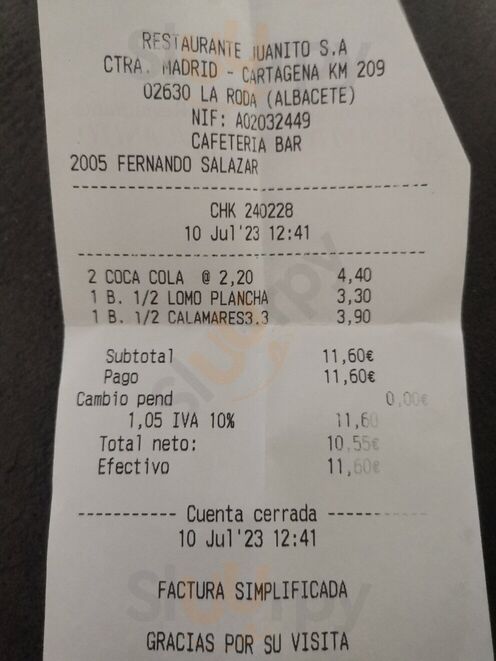 RESTAURANTE JUANITO S.A
CTRA. MADRID - CARTAGENA KM 209
02630 LA RODA (ALBACETE)
NIF: A02032449
CAFETERIA BAR
2005 FERNANDO SALAZAR
CHK 240228
10 Jul'23 12:41
2 COCA COLA @ 2,20 4,40
1 B. 1/2 LOMO PLANCHA 3,30
1 B. 1/2 CALAMARES3.3 3,90
Subtotal 11,60€
Pago 11,60€
Cambio pend 0,00€
1,05 IVA 10% 11,60
Total neto: 10,55€
Efectivo 11,60€
----------- Cuenta cerrada -----------
10 Jul'23 12:41
FACTURA SIMPLIFICADA
GRACIAS POR SU VISITA
sluurpy
sluurpy
sluurpy